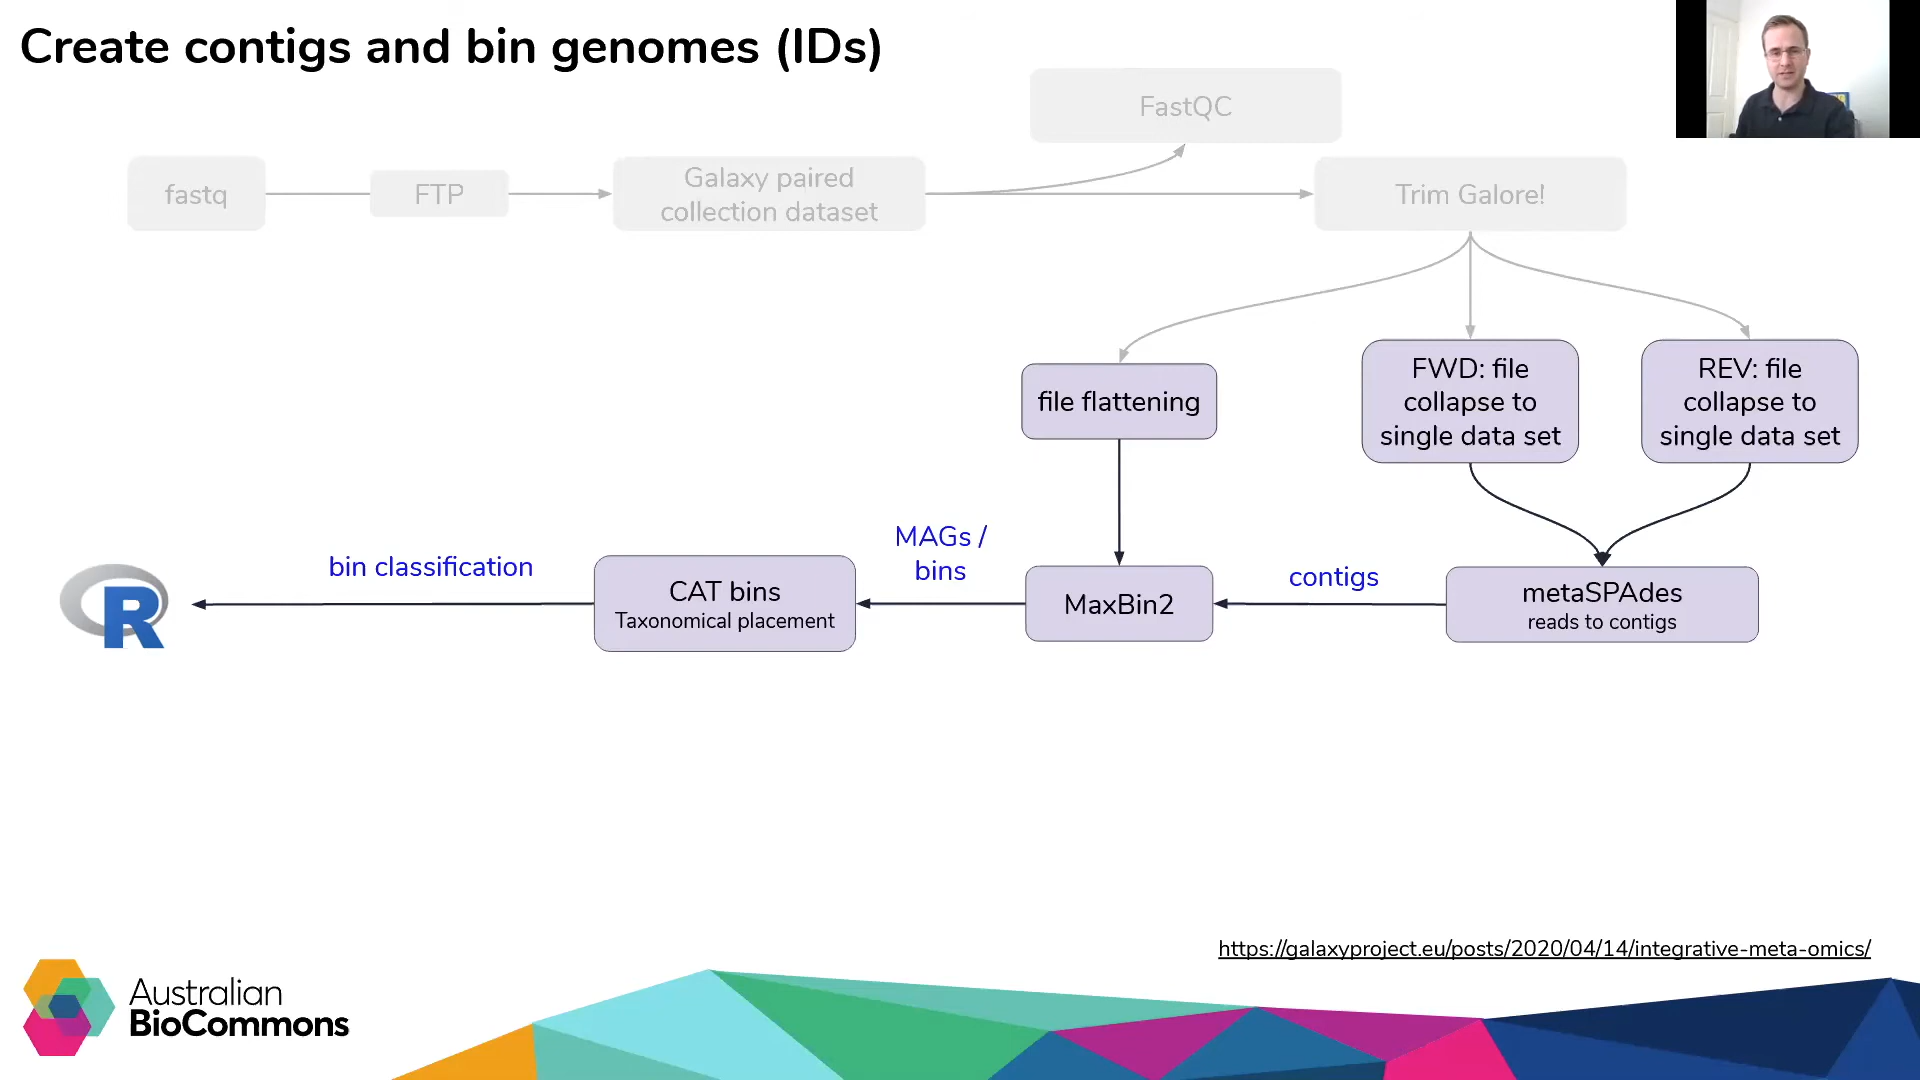 Create contigs and bin genomes (IDs)
FastQC
fastq
FTP
Galaxy paired
collection dataset
Trim Galore!
file flattening
FWD: file
collapse to
single data set
REV: file
collapse to
single data set
bin classification
CAT bins
Taxonomical placement
MAGs /
bins
MaxBin2
contigs
metaSPAdes
reads to contigs
R
https://galaxyproject.eu/posts/2020/04/14/integrative-meta-omics/
Australian
BioCommons